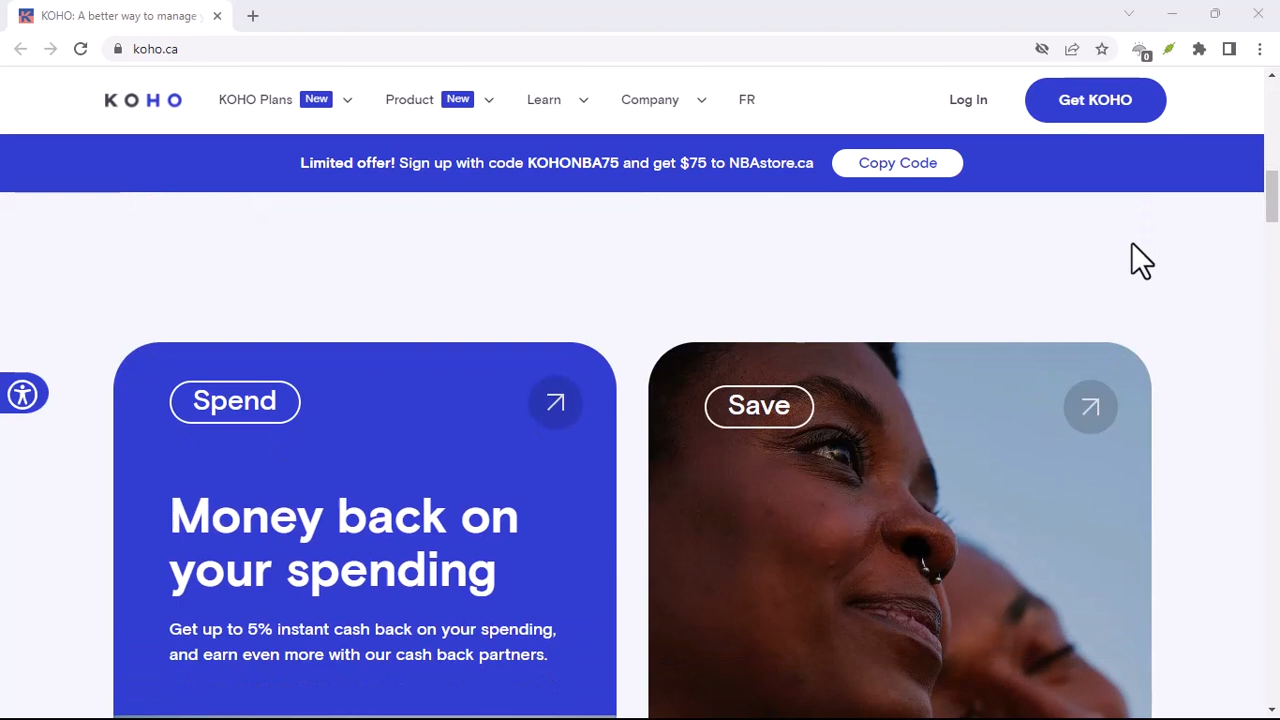 KOHO: A better way to manage
koho.ca
0
KOHO
KOHO Plans New
Product New
Learn
Company
FR
Log In
Get KOHO
Limited offer! Sign up with code KOHONBA75 and get $75 to NBAstore.ca
Copy Code
Spend
Money back on
your spending
Get up to 5% instant cash back on your spending,
and earn even more with our cash back partners.
Save